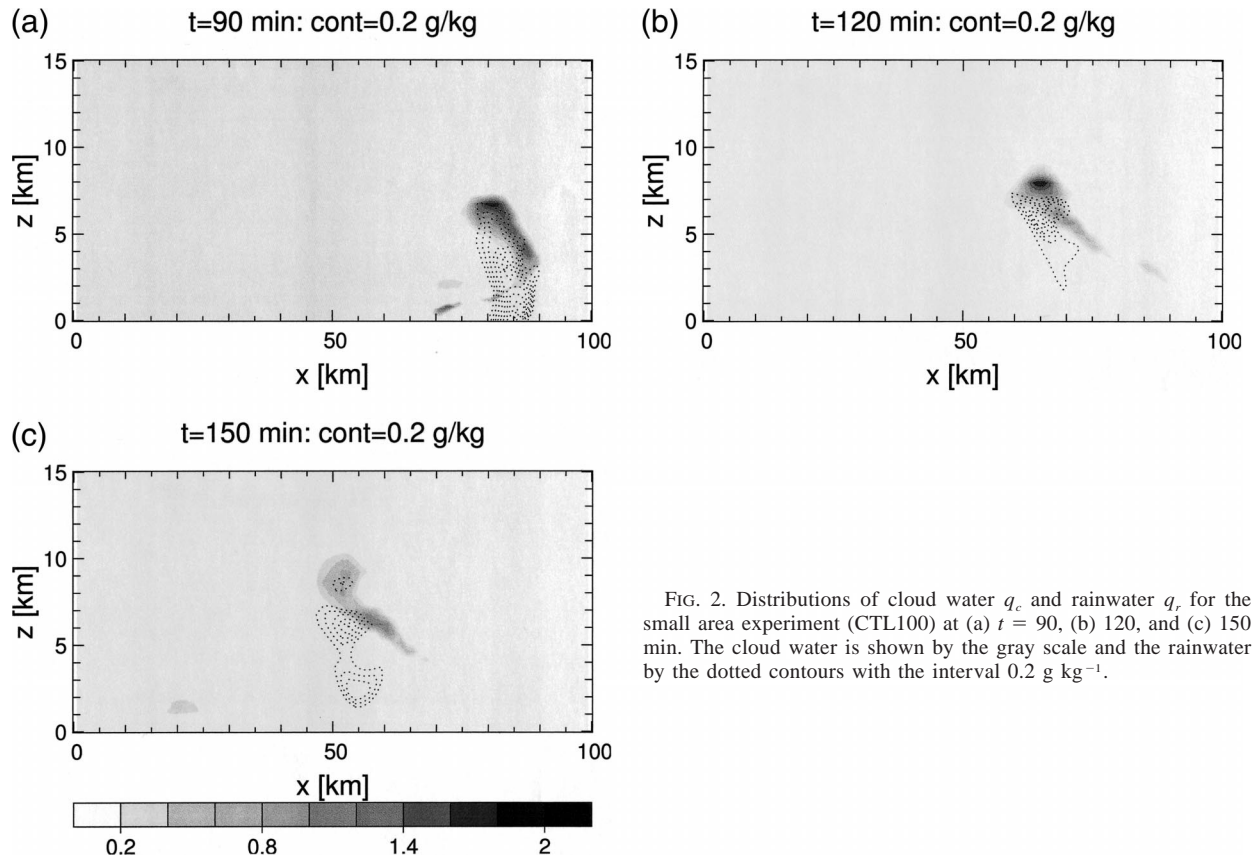 (a)
t=90 min: cont=0.2 g/kg
15
10
5
0
z [km]
0
50
100
x [km]
(b)
t=120 min: cont=0.2 g/kg
15
10
5
0
z [km]
0
50
100
x [km]
(c)
t=150 min: cont=0.2 g/kg
15
10
5
0
z [km]
0
50
100
x [km]
0.2
0.8
1.4
2
FIG. 2. Distributions of cloud water q_c and rainwater q_r for the
small area experiment (CTL100) at (a) t = 90, (b) 120, and (c) 150
min. The cloud water is shown by the gray scale and the rainwater
by the dotted contours with the interval 0.2 g kg⁻¹.